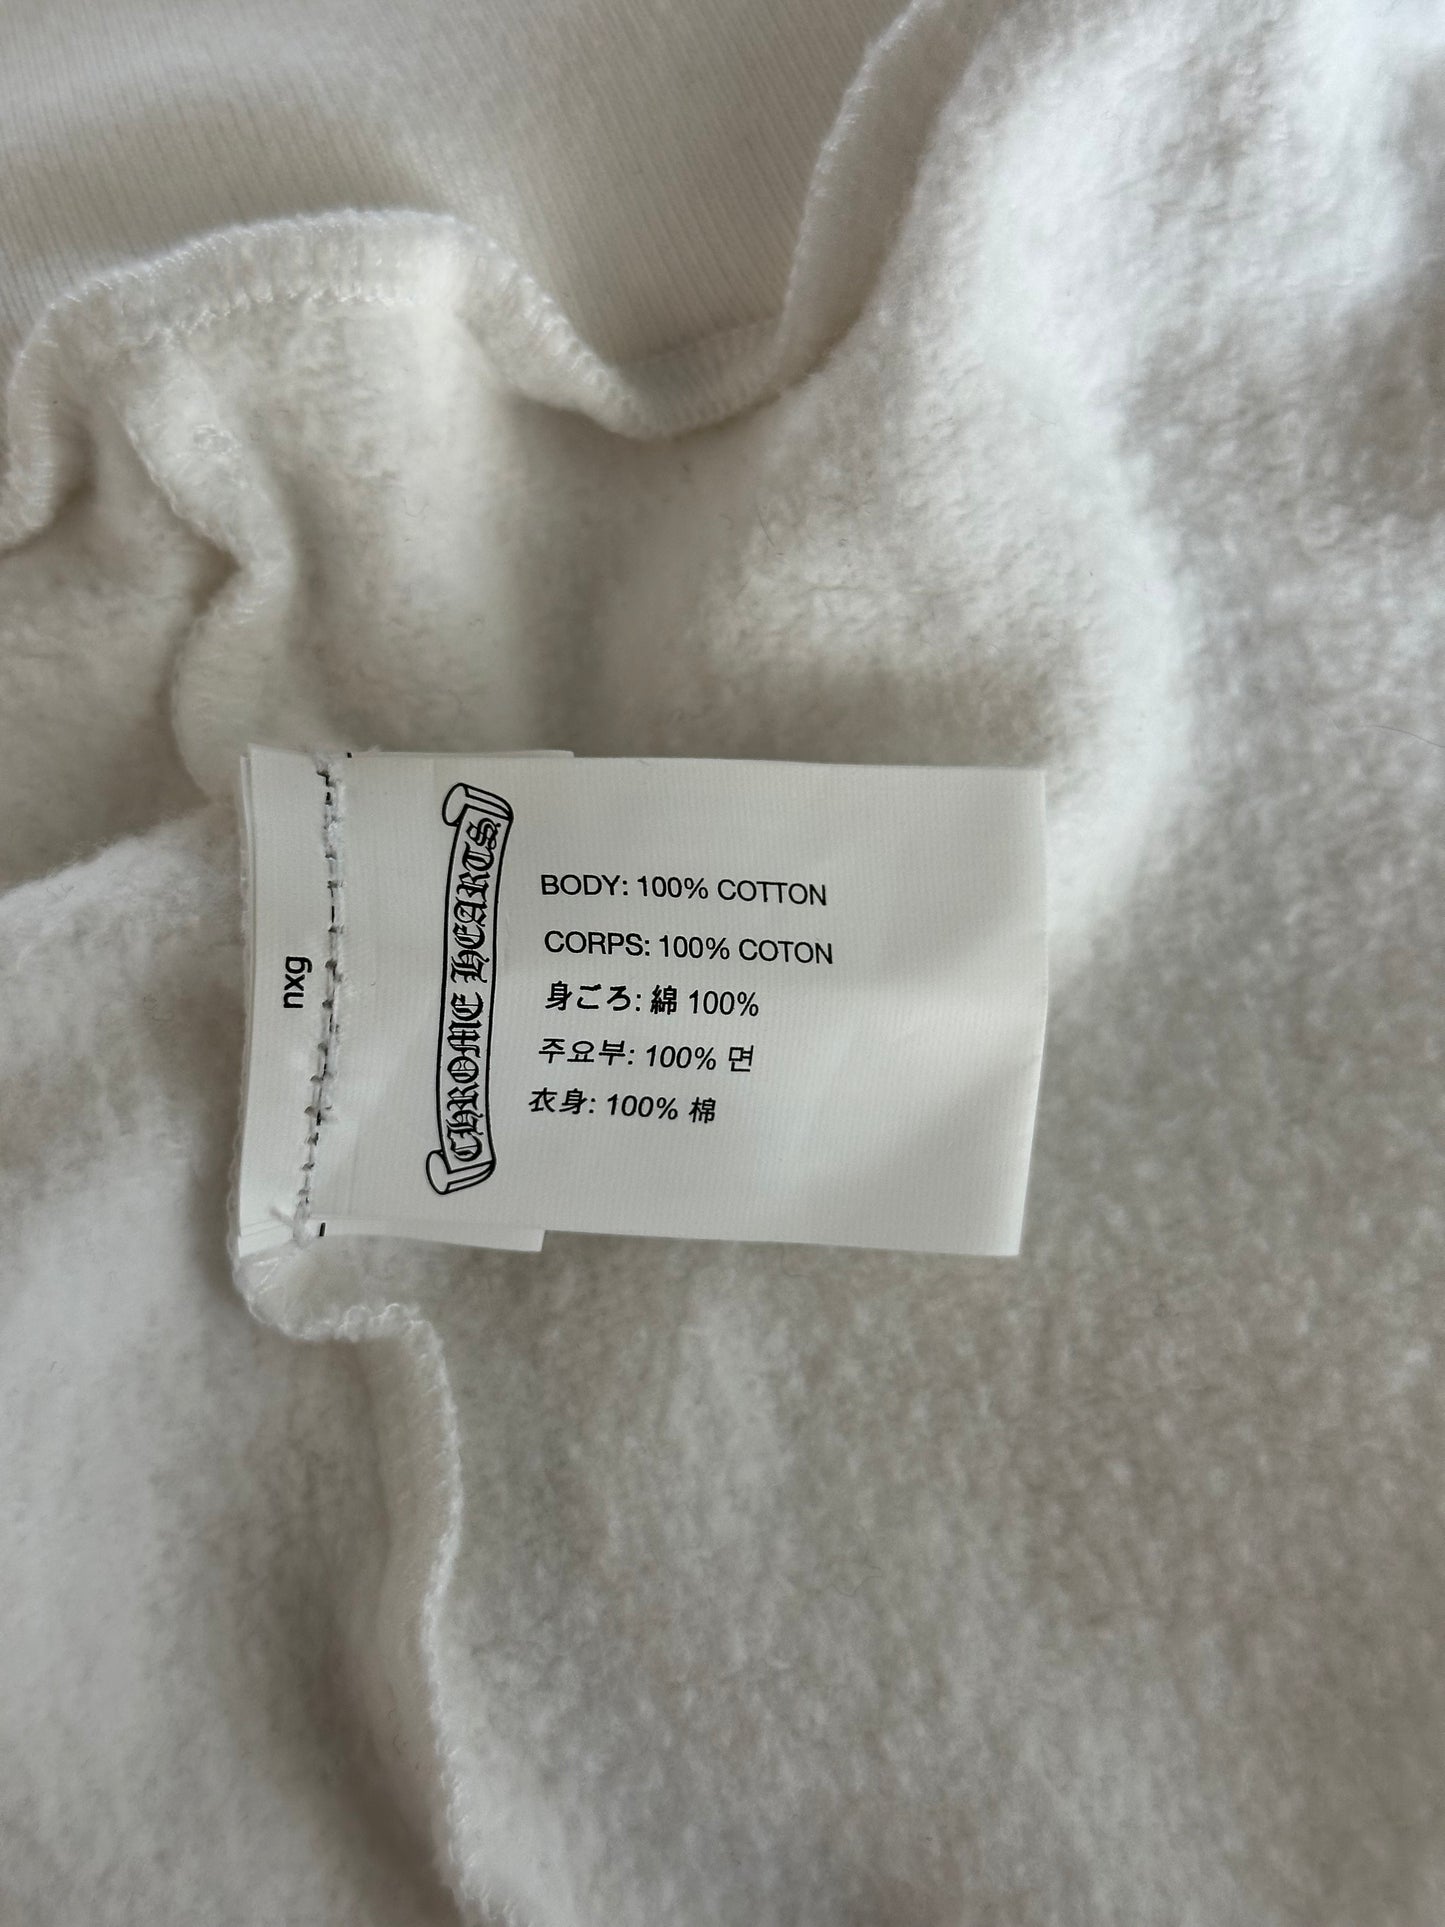 nxg
CHROME HEARTS
BODY: 100% COTTON
CORPS: 100% COTON
身ごろ: 綿 100%
주요부: 100% 면
衣身: 100% 棉